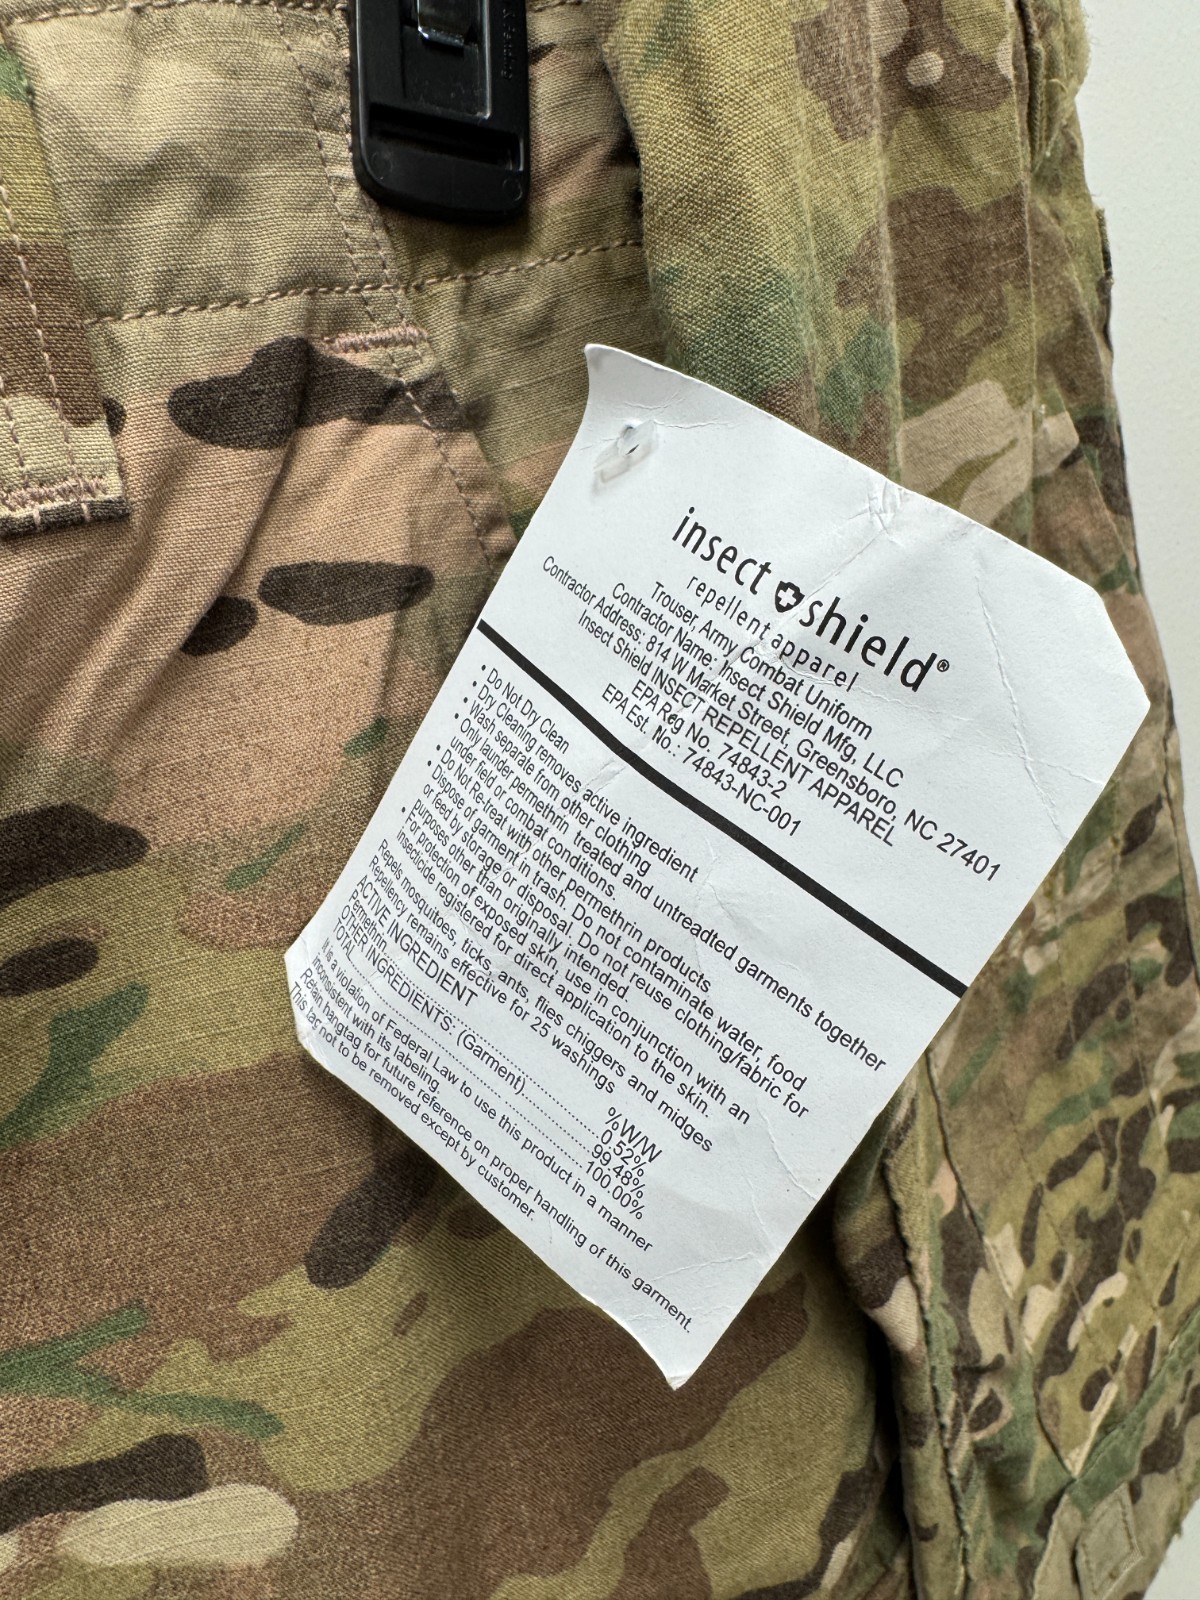 insect shield®
repellent apparel
Trouser, Army Combat Uniform
Contractor Name: Insect Shield Mfg, LLC
Contractor Address: 814 W Market Street, Greensboro, NC 27401
Insect Shield INSECT REPELLENT APPAREL
EPA Reg No. 74843-2
EPA Est. No.: 74843-NC-001
• Do Not Dry Clean
• Dry Cleaning removes active ingredient
• Wash separate from other clothing
• Only launder permethrin treated and untreadted garments together
under field or combat conditions.
• Do Not Re-treat with other permethrin products
• Dispose of garment in trash. Do not contaminate water, food
or feed by storage or disposal. Do not reuse clothing/fabric for
purposes other than originally intended.
• For protection of exposed skin, use in conjunction with an
insecticide registered for direct application to the skin.
Repels mosquitoes, ticks, ants, flies chiggers and midges
Repellency remains effective for 25 washings
ACTIVE INGREDIENT %W/W
Permethrin, (Garment) 0.52%
OTHER INGREDIENTS: 99.48%
TOTAL 100.00%
It is a violation of Federal Law to use this product in a manner
inconsistent with its labeling.
Retain hangtag for future reference on proper handling of this garment.
This tag not to be removed except by customer.